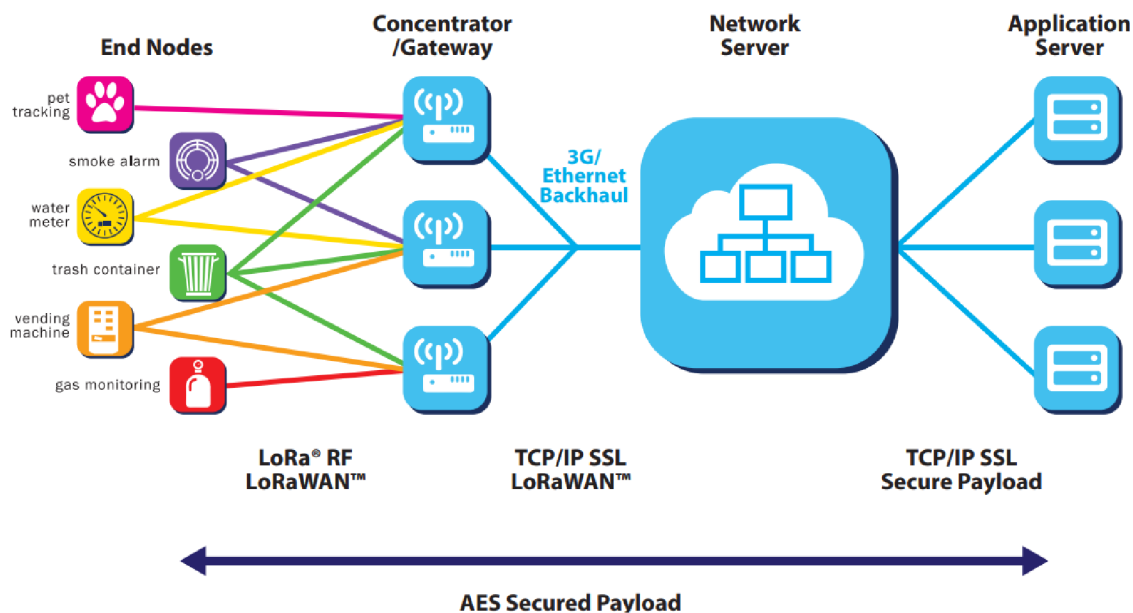 End Nodes
Concentrator
/Gateway
Network
Server
Application
Server
pet
tracking
smoke alarm
water
meter
trash container
vending
machine
gas monitoring
3G/
Ethernet
Backhaul
LoRa® RF
LoRaWAN™
TCP/IP SSL
LoRaWAN™
TCP/IP SSL
Secure Payload
AES Secured Payload